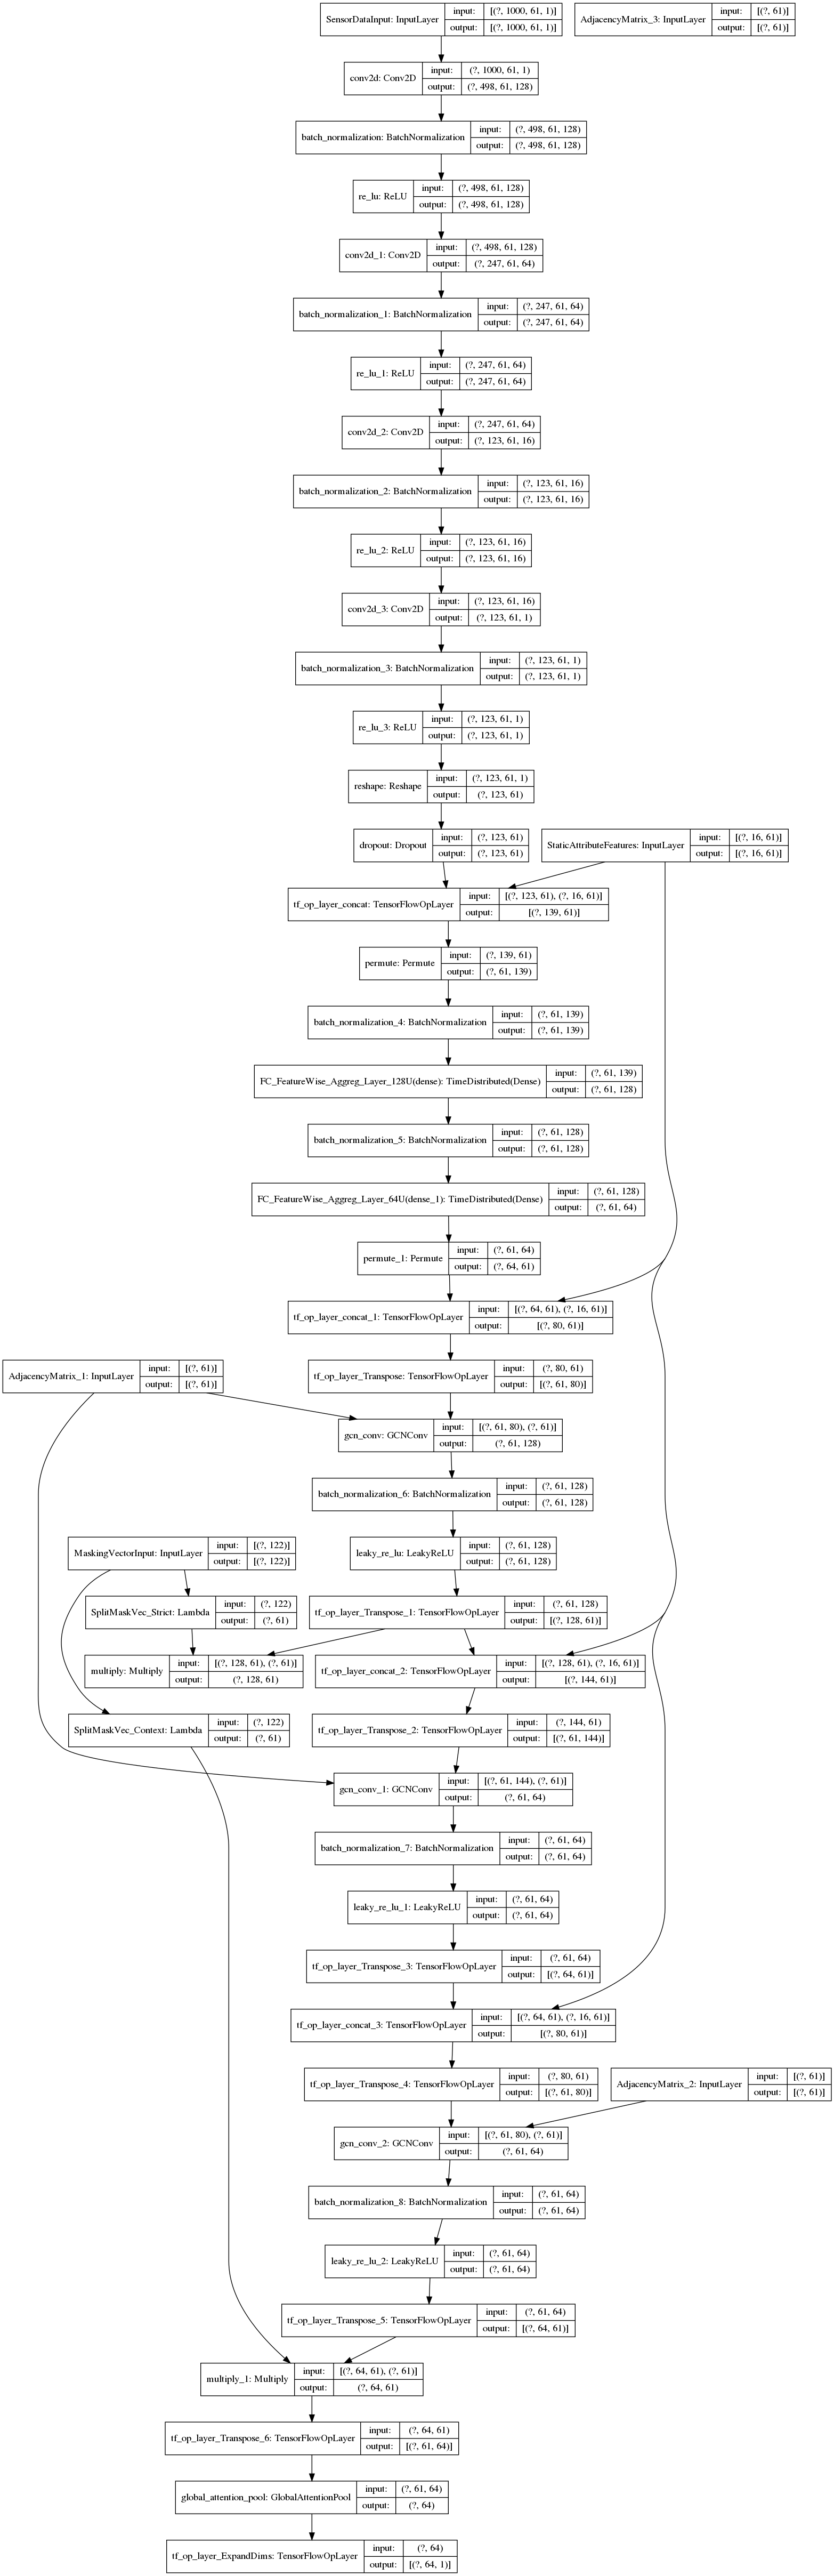 SensorDataInput: InputLayer input: [(?, 1000, 61, 1)]
output: [(?, 1000, 61, 1)]
AdjacencyMatrix_3: InputLayer input: [(?, 61)]
output: [(?, 61)]
conv2d: Conv2D input: (?, 1000, 61, 1)
output: (?, 498, 61, 128)
batch_normalization: BatchNormalization input: (?, 498, 61, 128)
output: (?, 498, 61, 128)
re_lu: ReLU input: (?, 498, 61, 128)
output: (?, 498, 61, 128)
conv2d_1: Conv2D input: (?, 498, 61, 128)
output: (?, 247, 61, 64)
batch_normalization_1: BatchNormalization input: (?, 247, 61, 64)
output: (?, 247, 61, 64)
re_lu_1: ReLU input: (?, 247, 61, 64)
output: (?, 247, 61, 64)
conv2d_2: Conv2D input: (?, 247, 61, 64)
output: (?, 123, 61, 16)
batch_normalization_2: BatchNormalization input: (?, 123, 61, 16)
output: (?, 123, 61, 16)
re_lu_2: ReLU input: (?, 123, 61, 16)
output: (?, 123, 61, 16)
conv2d_3: Conv2D input: (?, 123, 61, 16)
output: (?, 123, 61, 1)
batch_normalization_3: BatchNormalization input: (?, 123, 61, 1)
output: (?, 123, 61, 1)
re_lu_3: ReLU input: (?, 123, 61, 1)
output: (?, 123, 61, 1)
reshape: Reshape input: (?, 123, 61, 1)
output: (?, 123, 61)
dropout: Dropout input: (?, 123, 61)
output: (?, 123, 61)
StaticAttributeFeatures: InputLayer input: [(?, 16, 61)]
output: [(?, 16, 61)]
tf_op_layer_concat: TensorFlowOpLayer input: [(?, 123, 61), (?, 16, 61)]
output: [(?, 139, 61)]
permute: Permute input: (?, 139, 61)
output: (?, 61, 139)
batch_normalization_4: BatchNormalization input: (?, 61, 139)
output: (?, 61, 139)
FC_FeatureWise_Aggreg_Layer_128U(dense): TimeDistributed(Dense) input: (?, 61, 139)
output: (?, 61, 128)
batch_normalization_5: BatchNormalization input: (?, 61, 128)
output: (?, 61, 128)
FC_FeatureWise_Aggreg_Layer_64U(dense_1): TimeDistributed(Dense) input: (?, 61, 128)
output: (?, 61, 64)
permute_1: Permute input: (?, 61, 64)
output: (?, 64, 61)
tf_op_layer_concat_1: TensorFlowOpLayer input: [(?, 64, 61), (?, 16, 61)]
output: [(?, 80, 61)]
AdjacencyMatrix_1: InputLayer input: [(?, 61)]
output: [(?, 61)]
tf_op_layer_Transpose: TensorFlowOpLayer input: (?, 80, 61)
output: [(?, 61, 80)]
gcn_conv: GCNConv input: [(?, 61, 80), (?, 61)]
output: (?, 61, 128)
batch_normalization_6: BatchNormalization input: (?, 61, 128)
output: (?, 61, 128)
MaskingVectorInput: InputLayer input: [(?, 122)]
output: [(?, 122)]
leaky_re_lu: LeakyReLU input: (?, 61, 128)
output: (?, 61, 128)
SplitMaskVec_Strict: Lambda input: (?, 122)
output: (?, 61)
tf_op_layer_Transpose_1: TensorFlowOpLayer input: (?, 61, 128)
output: [(?, 128, 61)]
multiply: Multiply input: [(?, 128, 61), (?, 61)]
output: (?, 128, 61)
tf_op_layer_concat_2: TensorFlowOpLayer input: [(?, 128, 61), (?, 16, 61)]
output: [(?, 144, 61)]
SplitMaskVec_Context: Lambda input: (?, 122)
output: (?, 61)
tf_op_layer_Transpose_2: TensorFlowOpLayer input: (?, 144, 61)
output: [(?, 61, 144)]
gcn_conv_1: GCNConv input: [(?, 61, 144), (?, 61)]
output: (?, 61, 64)
batch_normalization_7: BatchNormalization input: (?, 61, 64)
output: (?, 61, 64)
leaky_re_lu_1: LeakyReLU input: (?, 61, 64)
output: (?, 61, 64)
tf_op_layer_Transpose_3: TensorFlowOpLayer input: (?, 61, 64)
output: [(?, 64, 61)]
tf_op_layer_concat_3: TensorFlowOpLayer input: [(?, 64, 61), (?, 16, 61)]
output: [(?, 80, 61)]
tf_op_layer_Transpose_4: TensorFlowOpLayer input: (?, 80, 61)
output: [(?, 61, 80)]
AdjacencyMatrix_2: InputLayer input: [(?, 61)]
output: [(?, 61)]
gcn_conv_2: GCNConv input: [(?, 61, 80), (?, 61)]
output: (?, 61, 64)
batch_normalization_8: BatchNormalization input: (?, 61, 64)
output: (?, 61, 64)
leaky_re_lu_2: LeakyReLU input: (?, 61, 64)
output: (?, 61, 64)
tf_op_layer_Transpose_5: TensorFlowOpLayer input: (?, 61, 64)
output: [(?, 64, 61)]
multiply_1: Multiply input: [(?, 64, 61), (?, 61)]
output: (?, 64, 61)
tf_op_layer_Transpose_6: TensorFlowOpLayer input: (?, 64, 61)
output: [(?, 61, 64)]
global_attention_pool: GlobalAttentionPool input: (?, 61, 64)
output: (?, 64)
tf_op_layer_ExpandDims: TensorFlowOpLayer input: (?, 64)
output: [(?, 64, 1)]